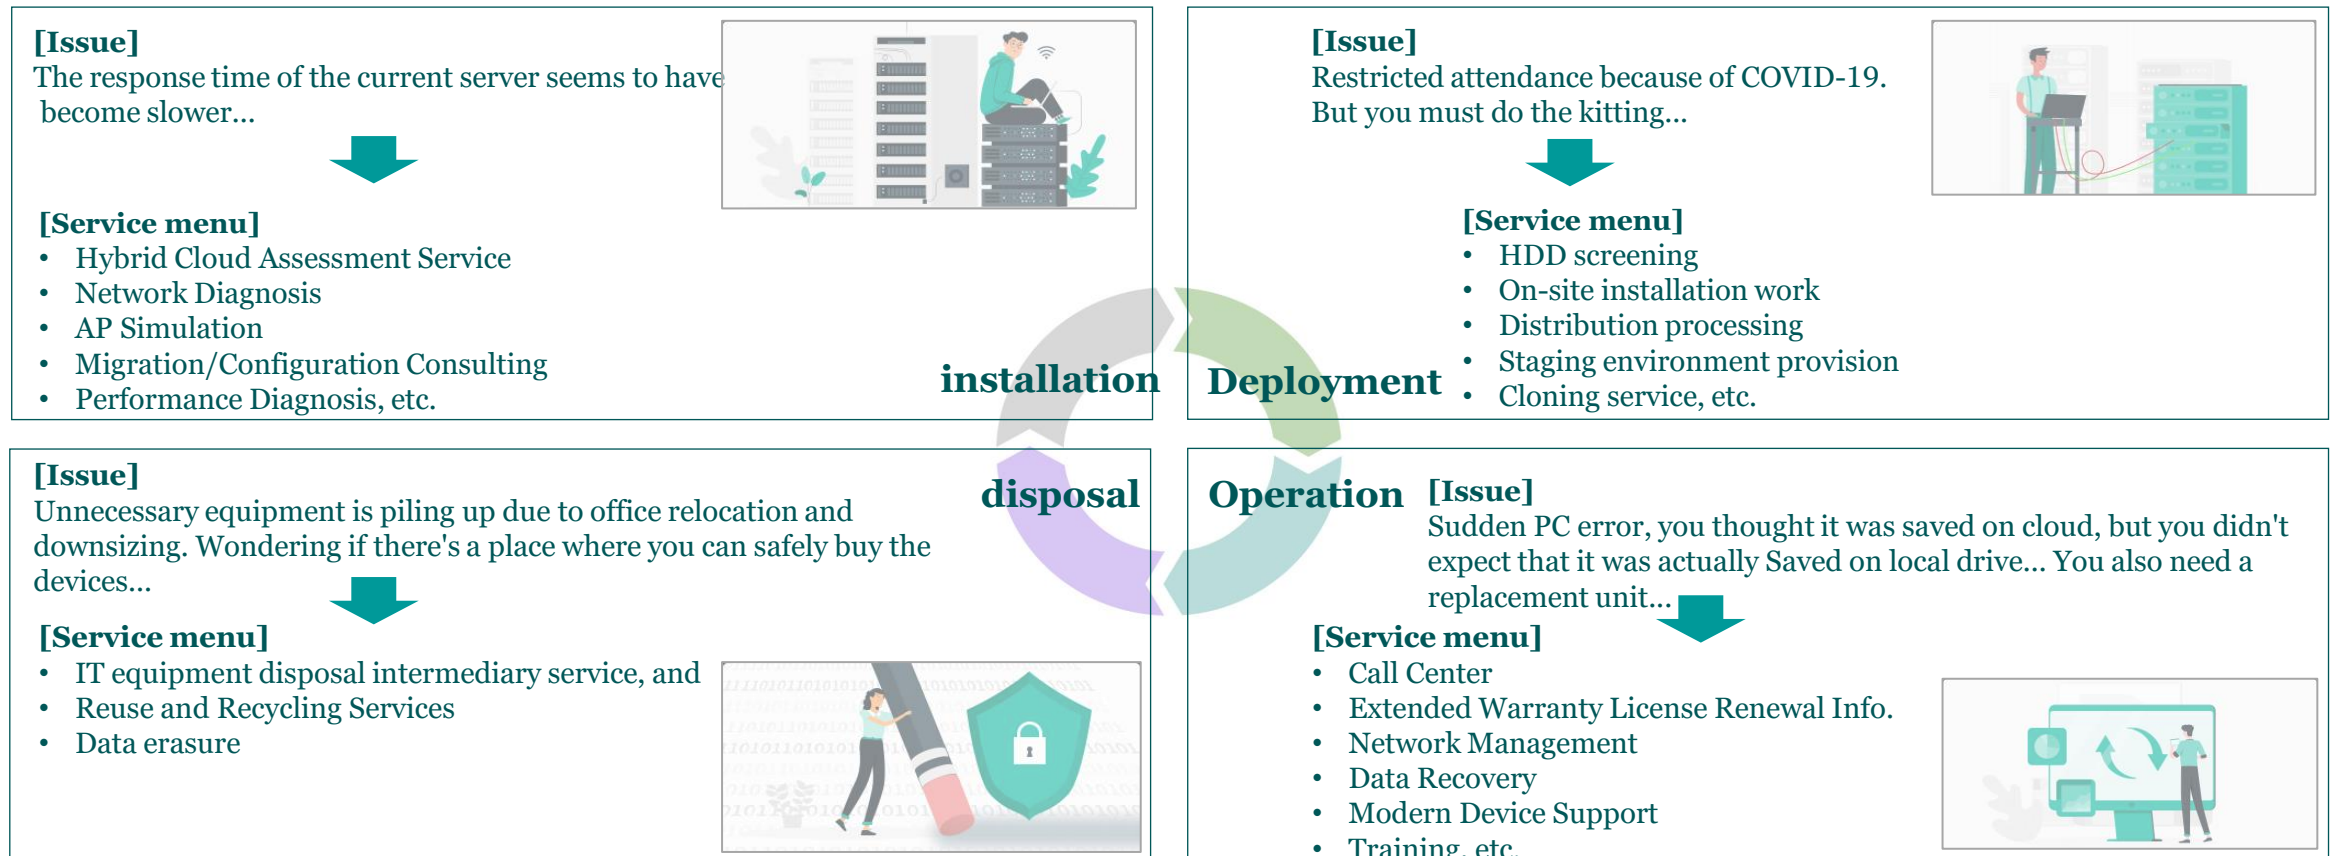 [Issue]
The response time of the current server seems to have
become slower...
[Service menu]
• Hybrid Cloud Assessment Service
• Network Diagnosis
• AP Simulation
• Migration/Configuration Consulting
• Performance Diagnosis, etc.
installation
[Issue]
Restricted attendance because of COVID-19.
But you must do the kitting...
[Service menu]
• HDD screening
• On-site installation work
• Distribution processing
• Staging environment provision
• Cloning service, etc.
Deployment
[Issue]
Unnecessary equipment is piling up due to office relocation and
downsizing. Wondering if there's a place where you can safely buy the
devices...
[Service menu]
• IT equipment disposal intermediary service, and
• Reuse and Recycling Services
• Data erasure
disposal
Operation
[Issue]
Sudden PC error, you thought it was saved on cloud, but you didn't
expect that it was actually Saved on local drive... You also need a
replacement unit...
[Service menu]
• Call Center
• Extended Warranty License Renewal Info.
• Network Management
• Data Recovery
• Modern Device Support
• Training, etc.